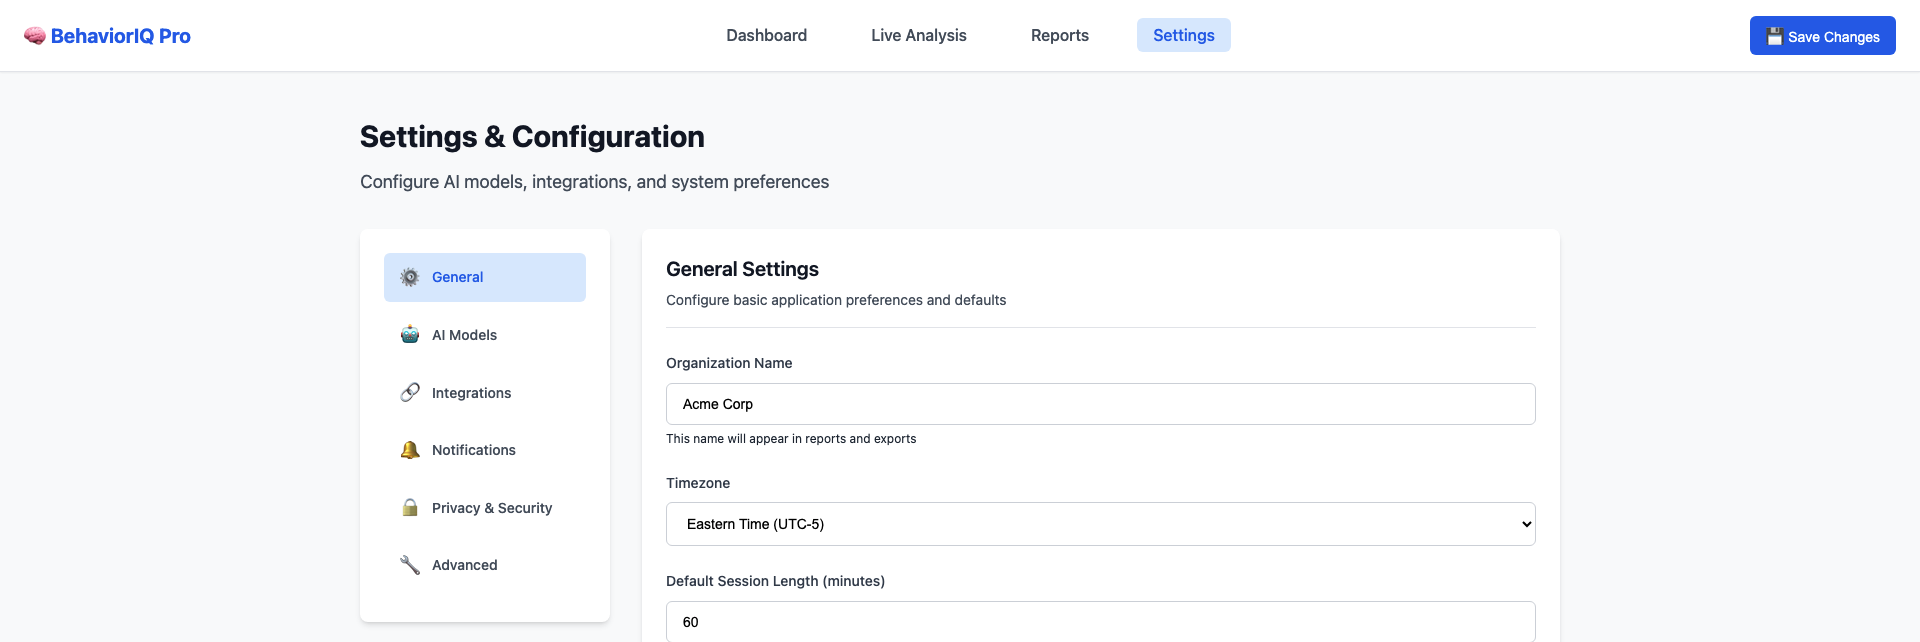 BehaviorIQ Pro
Dashboard
Live Analysis
Reports
Settings
Save Changes
Settings & Configuration
Configure AI models, integrations, and system preferences
General
AI Models
Integrations
Notifications
Privacy & Security
Advanced
General Settings
Configure basic application preferences and defaults
Organization Name
Acme Corp
This name will appear in reports and exports
Timezone
Eastern Time (UTC-5)
Default Session Length (minutes)
60